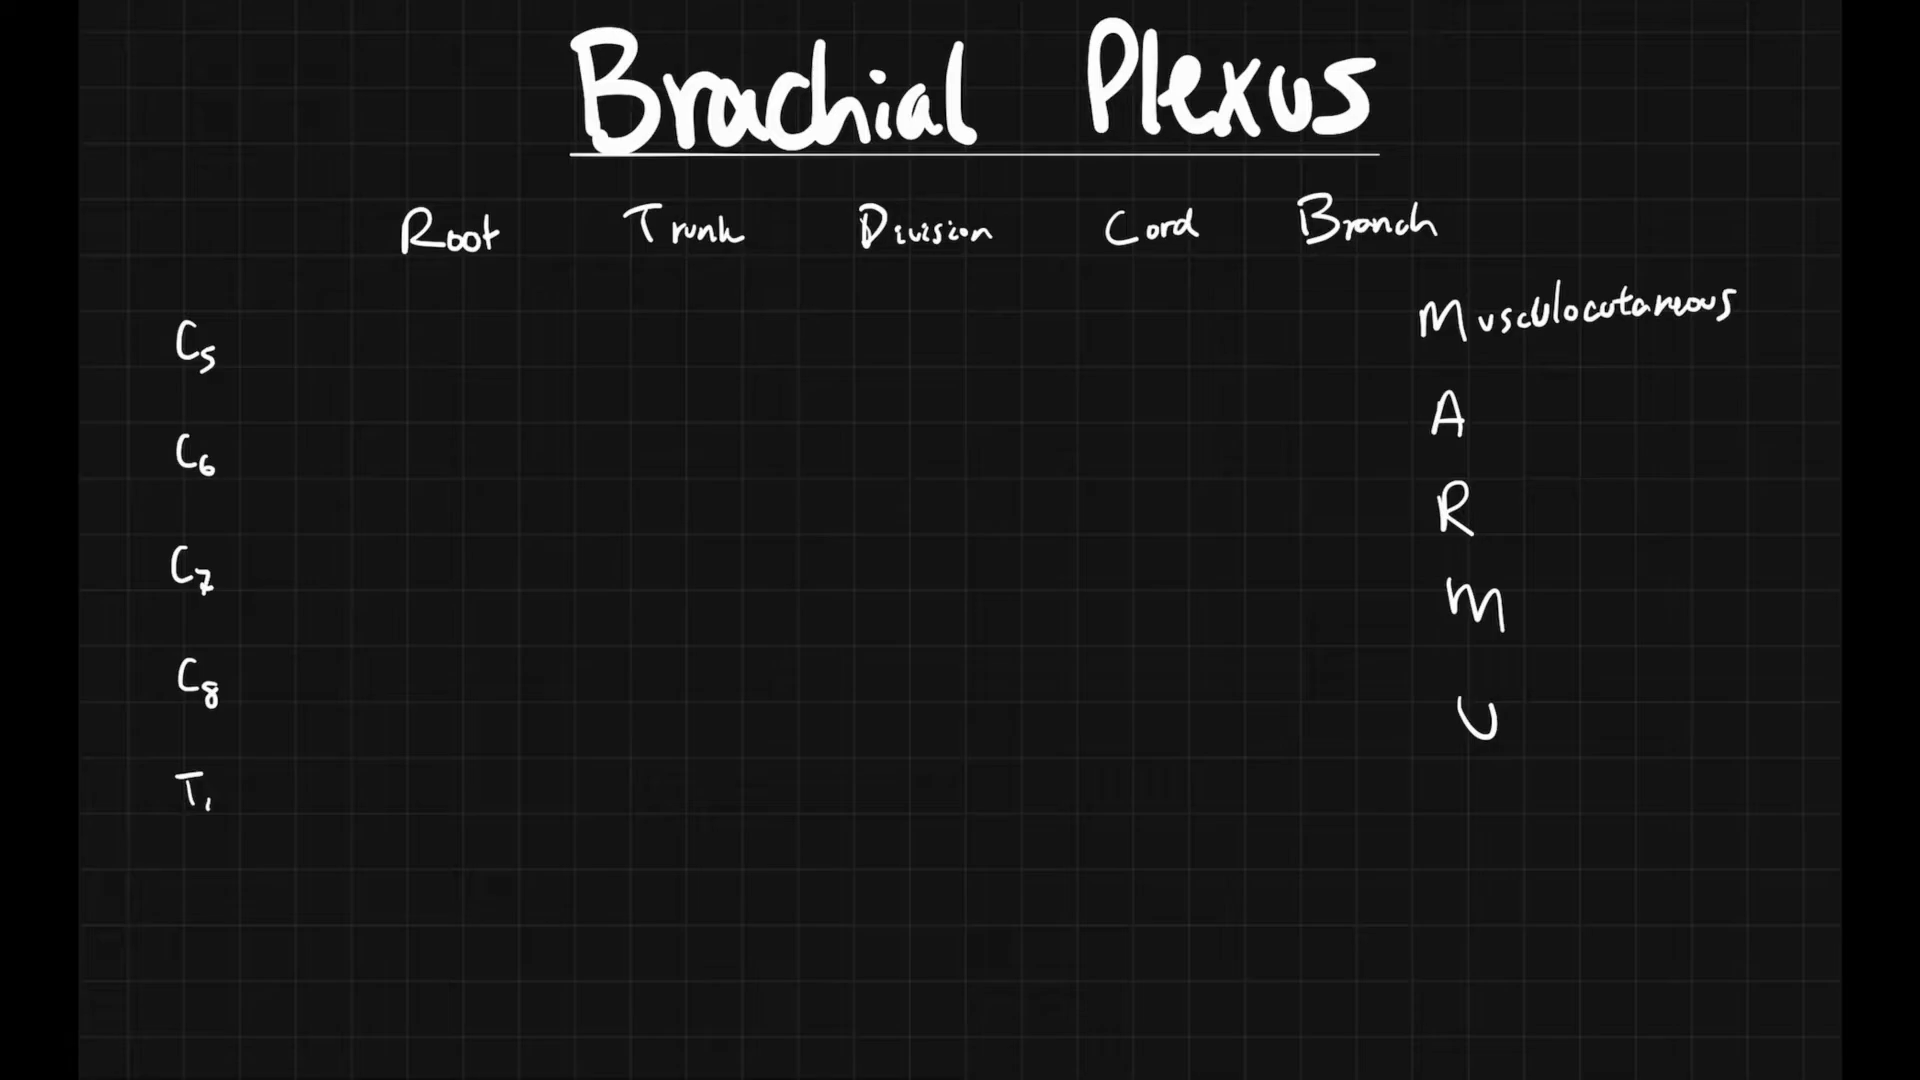 Brachial Plexus
Root Trunk Division Cord Branch
Musculocutaneous
C5
A
C6
R
C7
M
C8
U
T1